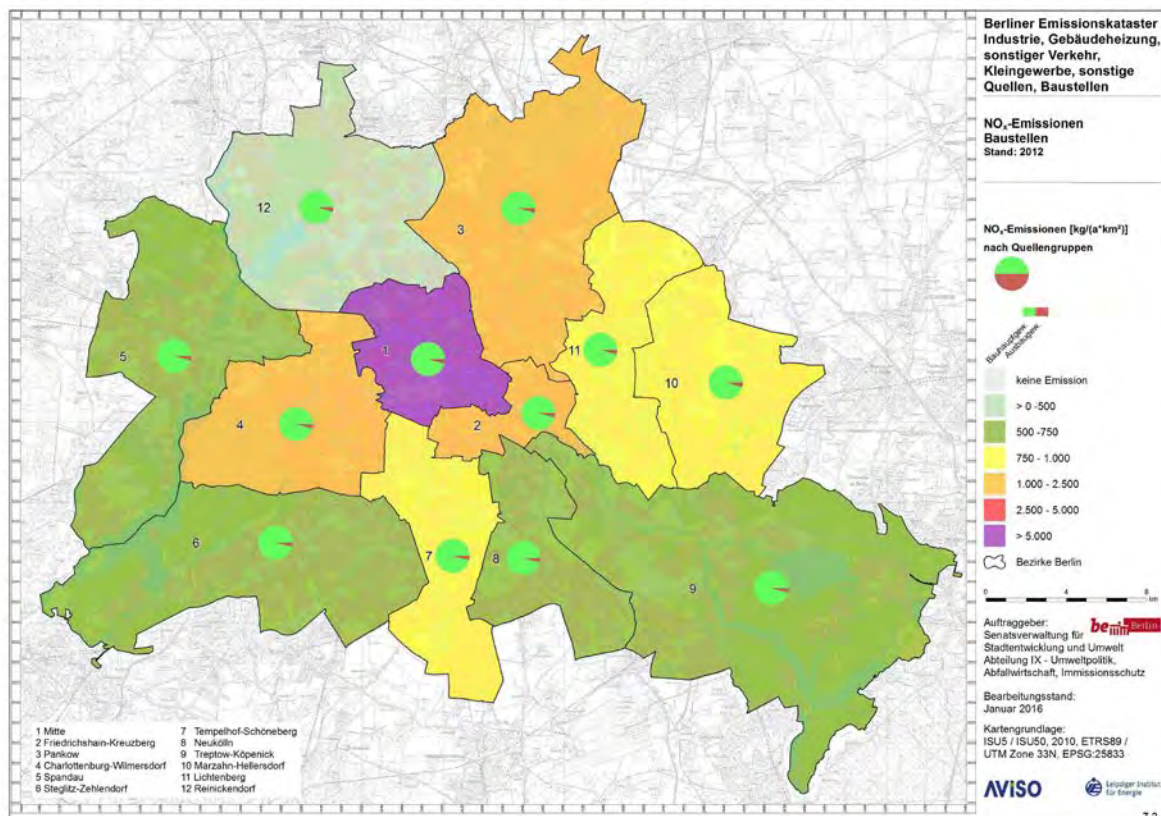 Berliner Emissionskataster
Industrie, Gebäudeheizung,
sonstiger Verkehr,
Kleingewerbe, sonstige
Quellen, Baustellen
NOₓ-Emissionen
Baustellen
Stand: 2012
NOₓ-Emissionen [kg/(a*km²)]
nach Quellengruppen
Bauhauptgew.
Ausbaugew.
keine Emission
> 0 -500
500 -750
750 - 1.000
1.000 - 2.500
2.500 - 5.000
> 5.000
Bezirke Berlin
0 4 8
km
Auftraggeber:
Senatsverwaltung für
Stadtentwicklung und Umwelt
Abteilung IX - Umweltpolitik,
Abfallwirtschaft, Immissionsschutz
be Berlin
Bearbeitungsstand:
Januar 2016
Kartengrundlage:
ISU5 / ISU50, 2010, ETRS89 /
UTM Zone 33N, EPSG:25833
AVISO
Leipziger Institut
für Energie
12
3
5
1
11
10
4
2
6
7
8
9
1 Mitte
2 Friedrichshain-Kreuzberg
3 Pankow
4 Charlottenburg-Wilmersdorf
5 Spandau
6 Steglitz-Zehlendorf
7 Tempelhof-Schöneberg
8 Neukölln
9 Treptow-Köpenick
10 Marzahn-Hellersdorf
11 Lichtenberg
12 Reinickendorf